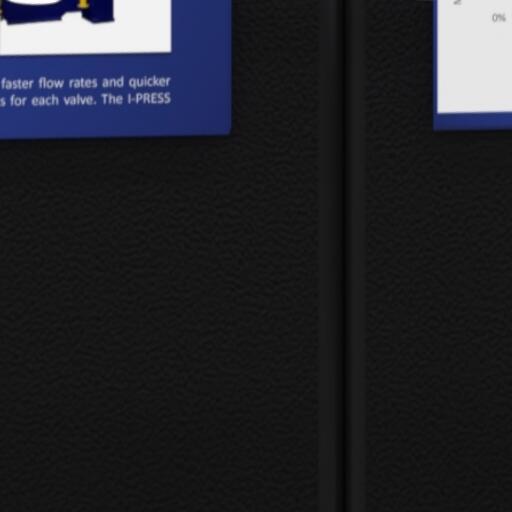 faster flow rates and quicker
s for each valve. The I-PRESS
0%